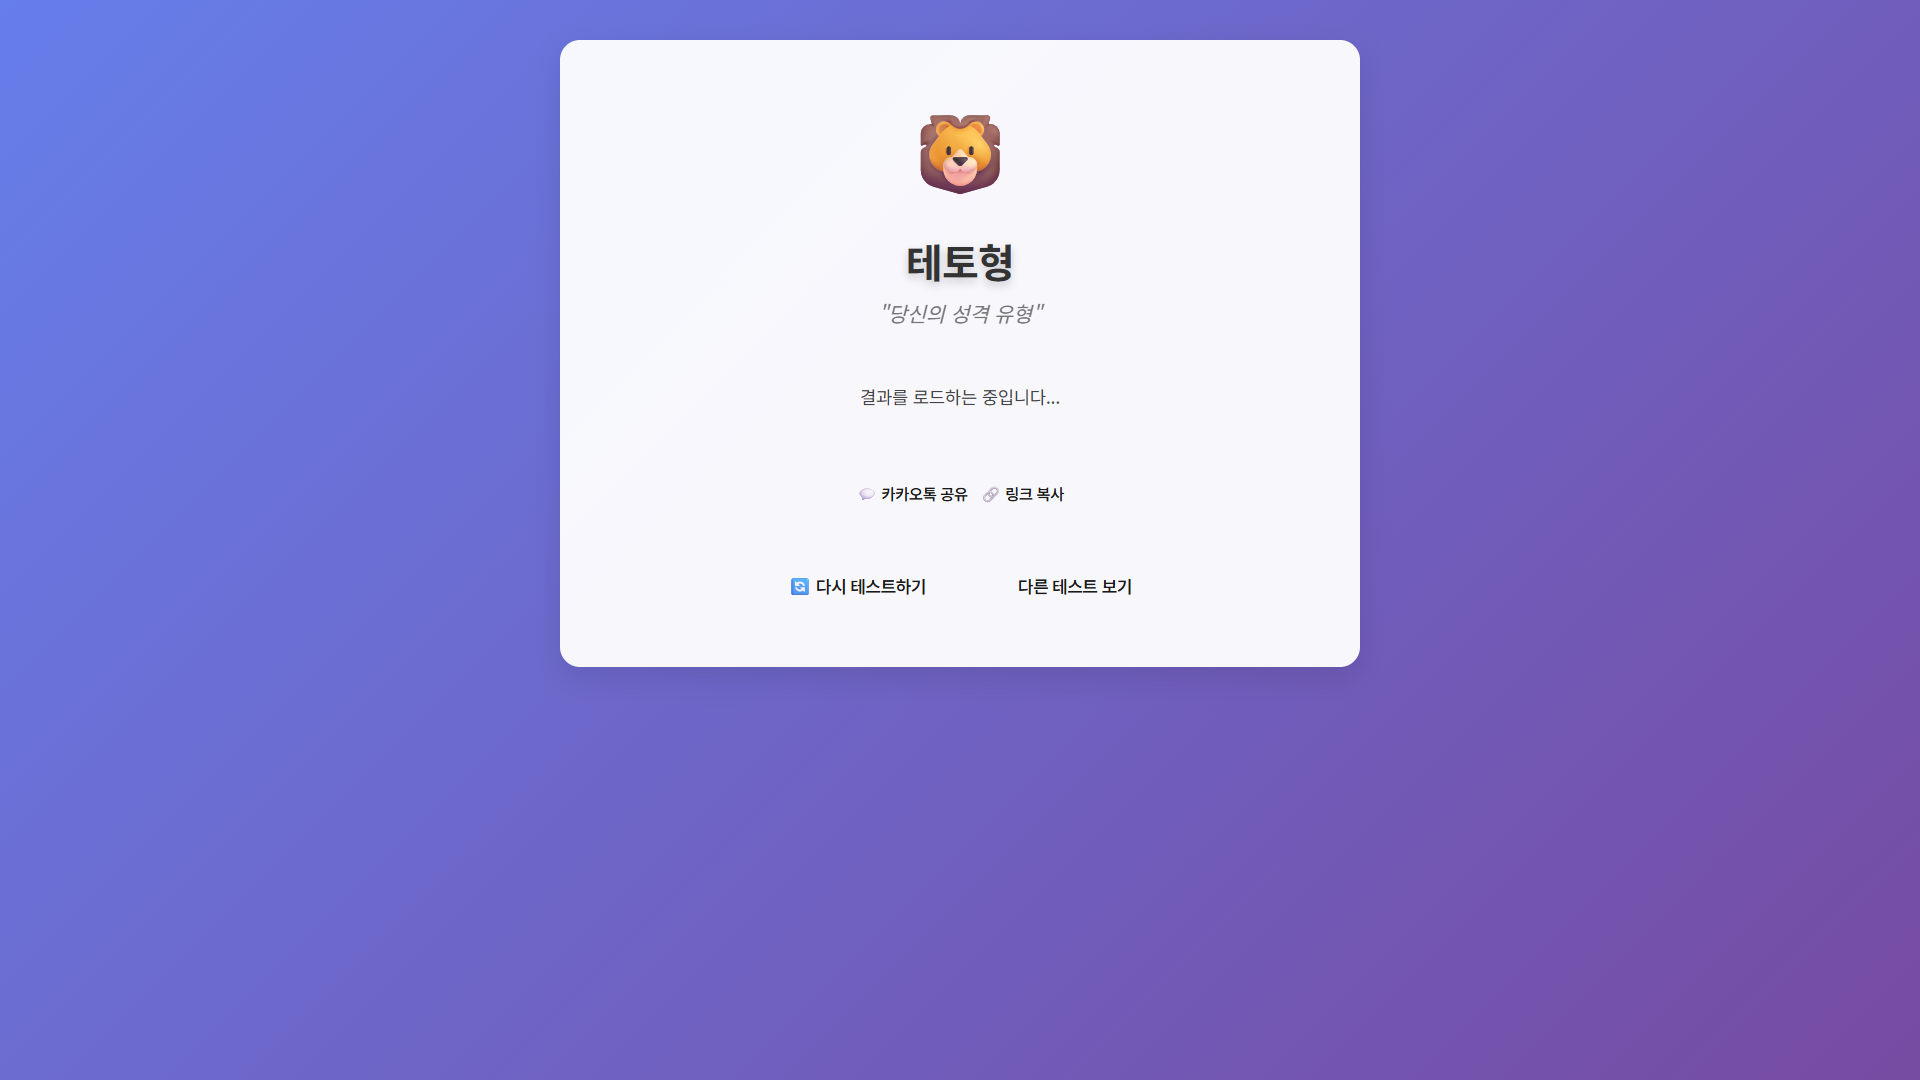 테토형
"당신의 성격 유형"
결과를 로드하는 중입니다...
카카오톡 공유 링크 복사
다시 테스트하기 다른 테스트 보기